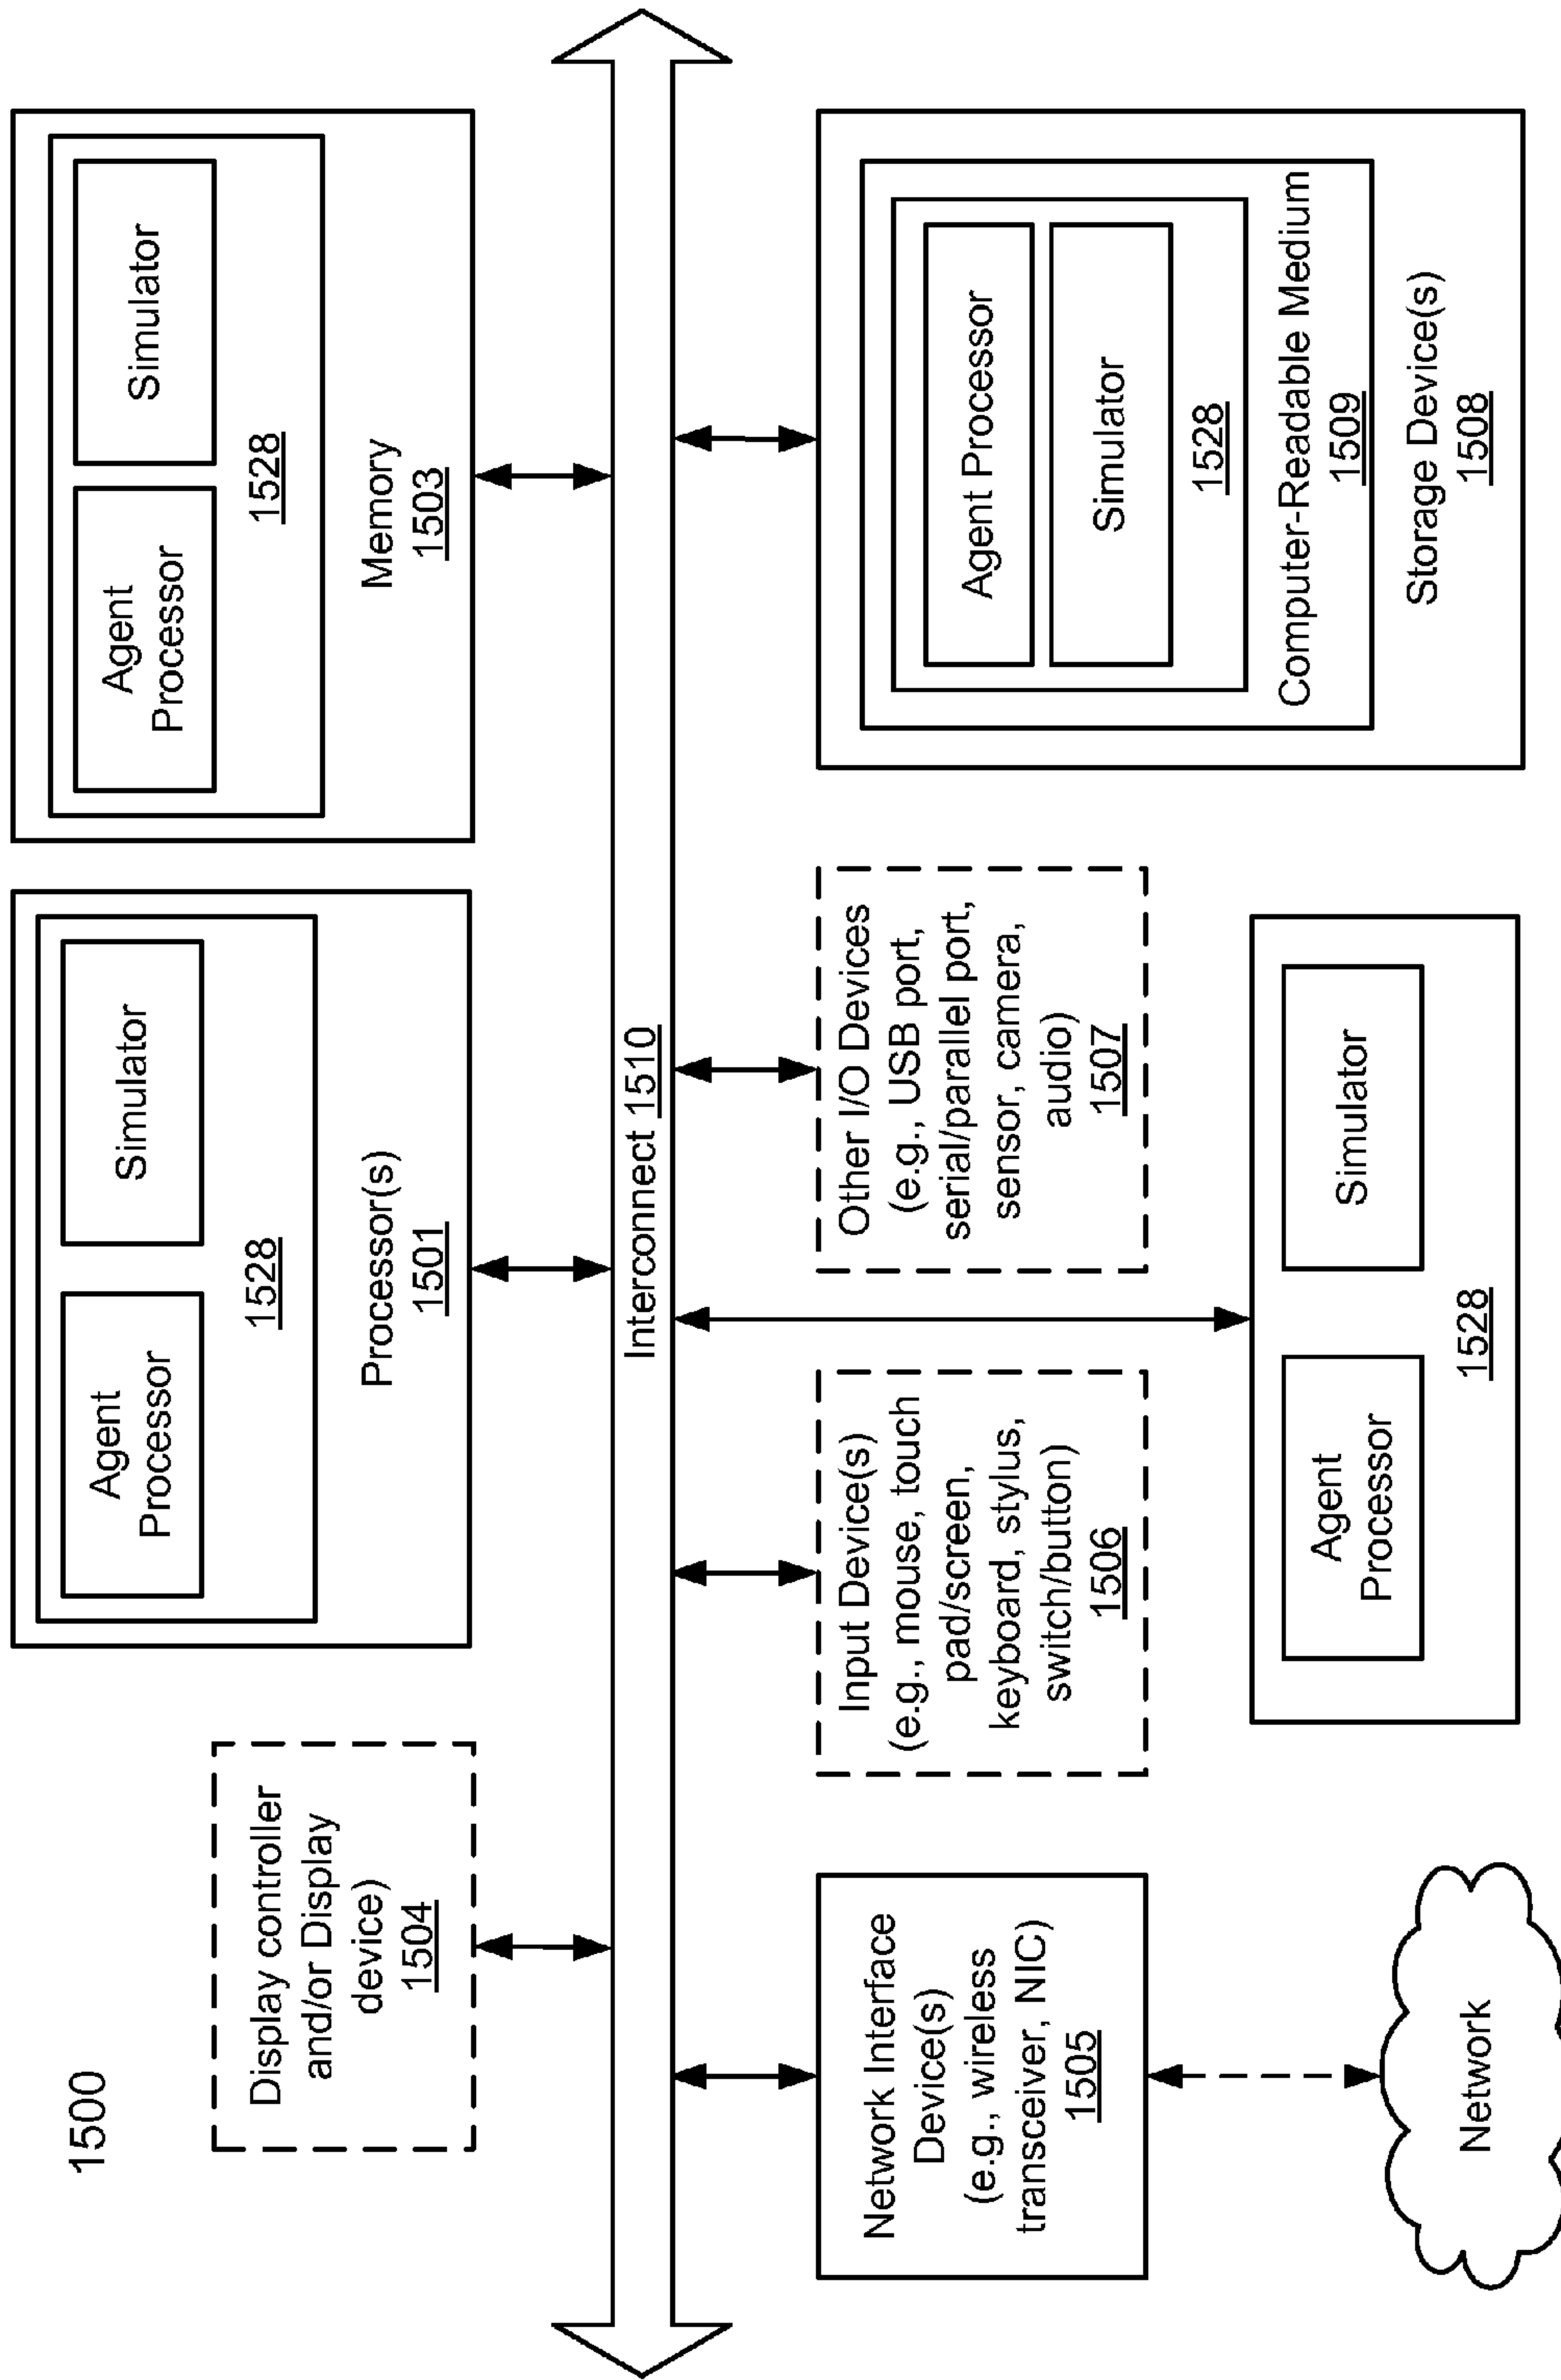 1500
Display controller
and/or Display
device)
1504
Agent
Processor
Simulator
1528
Processor(s)
1501
Agent
Processor
Simulator
1528
Memory
1503
Interconnect 1510
Network Interface
Device(s)
(e.g., wireless
transceiver, NIC)
1505
Network
Input Device(s)
(e.g., mouse, touch
pad/screen,
keyboard, stylus,
switch/button)
1506
Other I/O Devices
(e.g., USB port,
serial/parallel port,
sensor, camera,
audio)
1507
Agent
Processor
Simulator
1528
Agent Processor
Simulator
1528
Computer-Readable Medium
1509
Storage Device(s)
1508